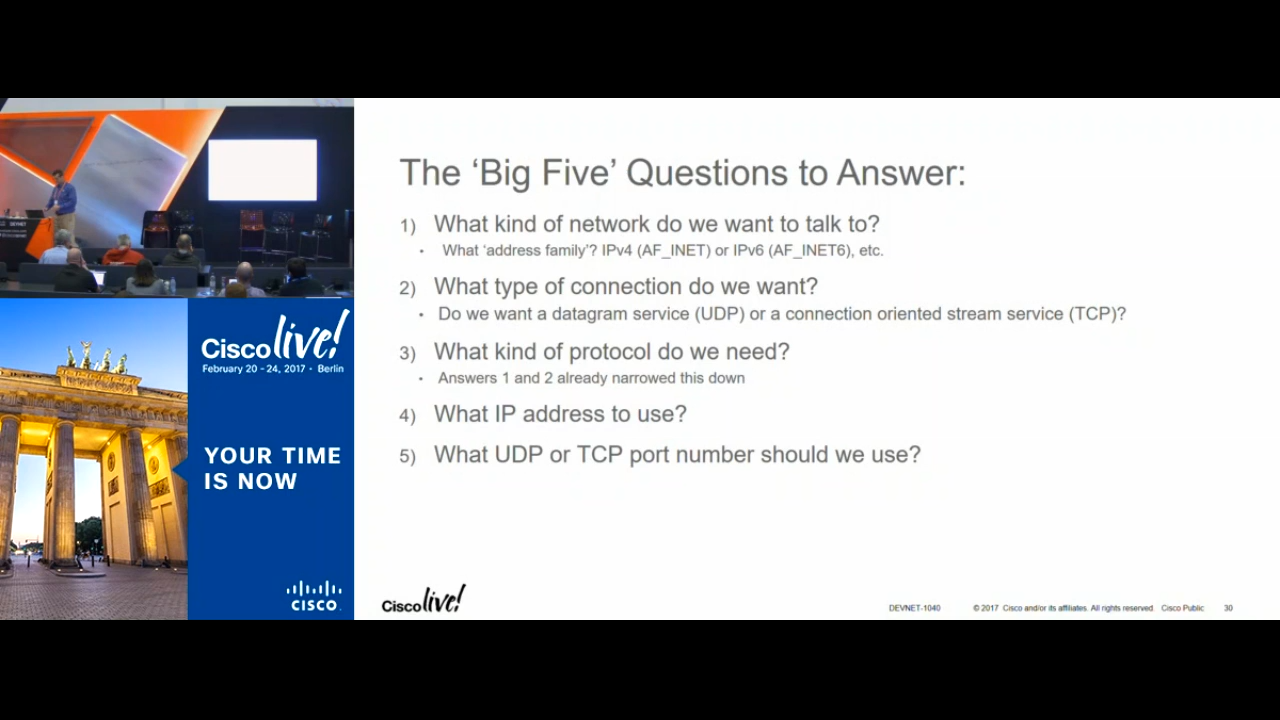 The ‘Big Five’ Questions to Answer:
1) What kind of network do we want to talk to?
• What ‘address family’? IPv4 (AF_INET) or IPv6 (AF_INET6), etc.
2) What type of connection do we want?
• Do we want a datagram service (UDP) or a connection oriented stream service (TCP)?
3) What kind of protocol do we need?
• Answers 1 and 2 already narrowed this down
4) What IP address to use?
5) What UDP or TCP port number should we use?
Cisco live!
DEVNET-1040 © 2017 Cisco and/or its affiliates. All rights reserved. Cisco Public 30
DEVNET
Cisco live!
February 20 - 24, 2017 • Berlin
YOUR TIME
IS NOW
CISCO.